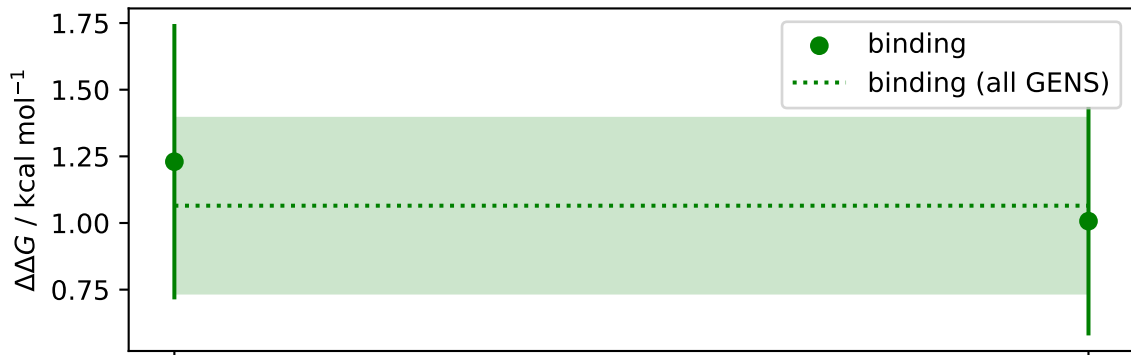 1.75
1.50
1.25
1.00
0.75
ΔΔG / kcal mol⁻¹
binding
binding (all GENS)